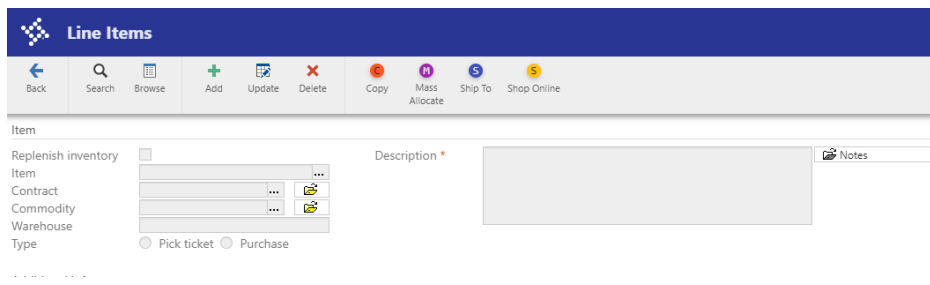 Line Items
Back Search Browse Add Update Delete C Copy M Mass Allocate S Ship To S Shop Online
Item
Replenish inventory
Description *
Notes
Item ...
Contract ...
Commodity ...
Warehouse
Type Pick ticket Purchase